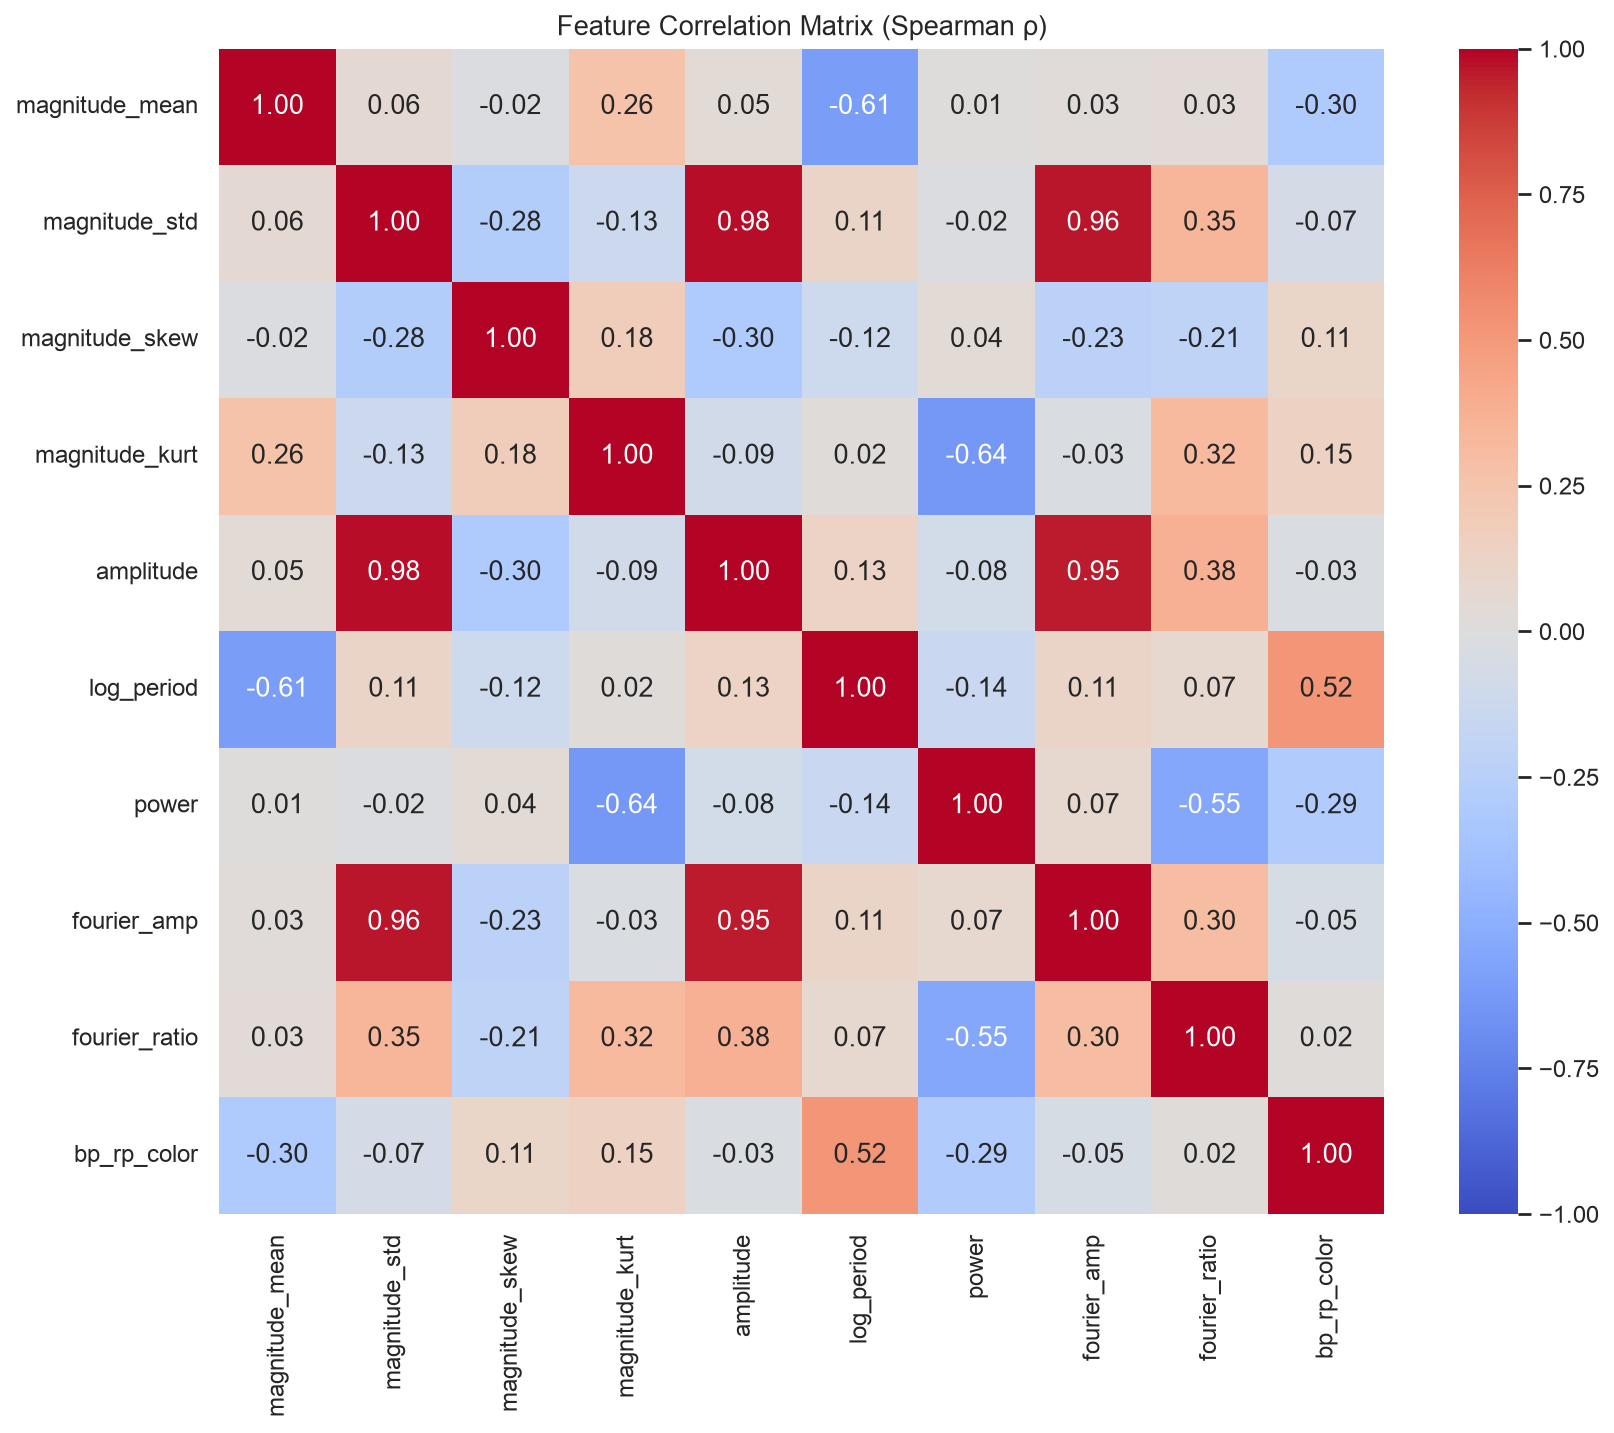 Feature Correlation Matrix (Spearman ρ)
magnitude_mean 1.00 0.06 -0.02 0.26 0.05 -0.61 0.01 0.03 0.03 -0.30
magnitude_std 0.06 1.00 -0.28 -0.13 0.98 0.11 -0.02 0.96 0.35 -0.07
magnitude_skew -0.02 -0.28 1.00 0.18 -0.30 -0.12 0.04 -0.23 -0.21 0.11
magnitude_kurt 0.26 -0.13 0.18 1.00 -0.09 0.02 -0.64 -0.03 0.32 0.15
amplitude 0.05 0.98 -0.30 -0.09 1.00 0.13 -0.08 0.95 0.38 -0.03
log_period -0.61 0.11 -0.12 0.02 0.13 1.00 -0.14 0.11 0.07 0.52
power 0.01 -0.02 0.04 -0.64 -0.08 -0.14 1.00 0.07 -0.55 -0.29
fourier_amp 0.03 0.96 -0.23 -0.03 0.95 0.11 0.07 1.00 0.30 -0.05
fourier_ratio 0.03 0.35 -0.21 0.32 0.38 0.07 -0.55 0.30 1.00 0.02
bp_rp_color -0.30 -0.07 0.11 0.15 -0.03 0.52 -0.29 -0.05 0.02 1.00
magnitude_mean
magnitude_std
magnitude_skew
magnitude_kurt
amplitude
log_period
power
fourier_amp
fourier_ratio
bp_rp_color
1.00
0.75
0.50
0.25
0.00
−0.25
−0.50
−0.75
−1.00